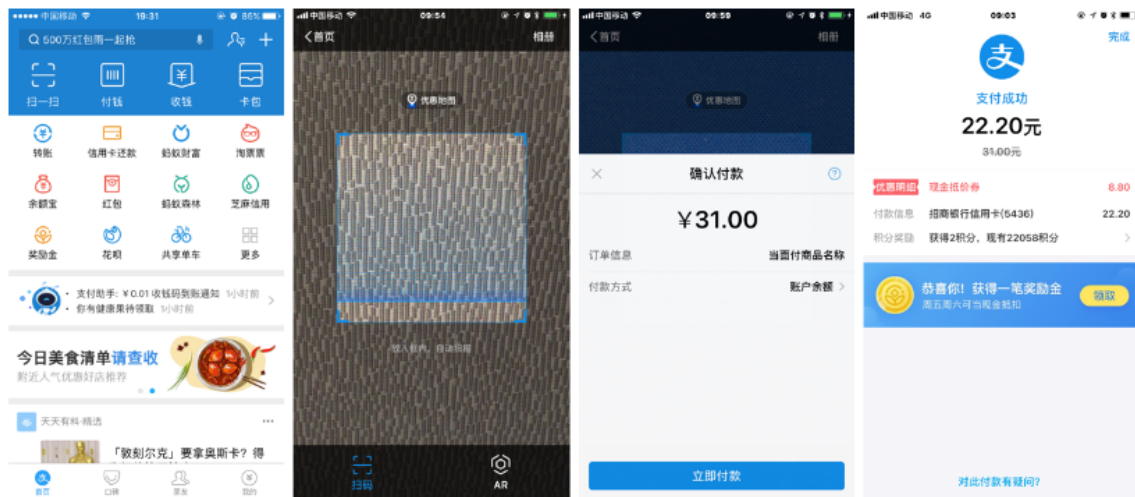 中国移动 19:31 86%
500万红包雨一起抢
扫一扫 付钱 收钱 卡包
转账 信用卡还款 蚂蚁财富 淘票票
余额宝 红包 蚂蚁森林 芝麻信用
奖励金 花呗 共享单车 更多
支付助手: ¥0.01 收钱码到账通知 1小时前
你有健康果待领取 1小时前
今日美食清单请查收
附近人气优惠好店推荐
天天有料·精选
「敦刻尔克」要拿奥斯卡？得
首页 口碑 朋友 我的
中国移动 09:54
首页 相册
优惠地图
放入框内，自动扫描
扫码 AR
中国移动 09:59
首页 相册
优惠地图
确认付款
¥31.00
订单信息 当面付商品名称
付款方式 账户余额
立即付款
中国移动 4G 09:03
完成
支付成功
22.20元
31.00元
优惠明细 现金抵价券 8.80
付款信息 招商银行信用卡(5436) 22.20
积分奖励 获得2积分，现有22058积分
恭喜你！获得一笔奖励金
周五周六可当现金抵扣
领取
对此付款有疑问?